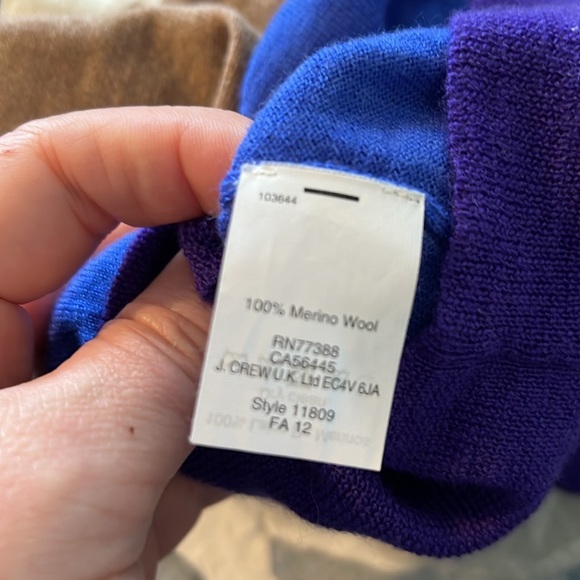 103644
100% Merino Wool
RN77388
CA56445
J. CREW U.K. Ltd EC4V 6JA
Style 11809
FA 12